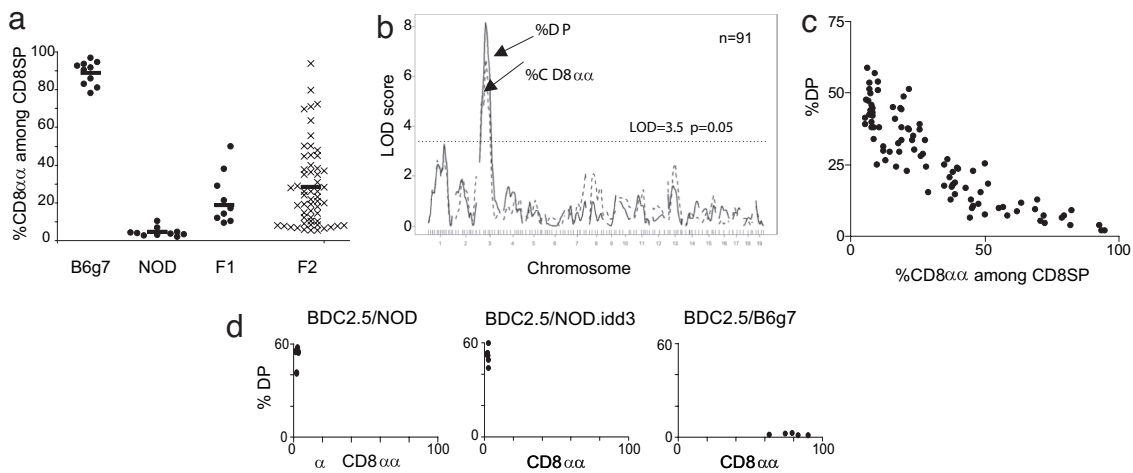 a
%CD8αα among CD8SP
100
80
60
40
20
0
B6g7 NOD F1 F2
b
LOD score
8
6
4
2
0
%D P
%C D8αα
n=91
LOD=3.5 p=0.05
1 2 3 4 5 6 7 8 9 10 11 12 13 14 15 16 17 18 19
Chromosome
c
%DP
75
50
25
0
0 50 100
%CD8αα among CD8SP
d
BDC2.5/NOD
% DP
60
0
0 100
α CD8αα
BDC2.5/NOD.idd3
60
0
0 100
CD8αα
BDC2.5/B6g7
60
0
0 100
CD8αα